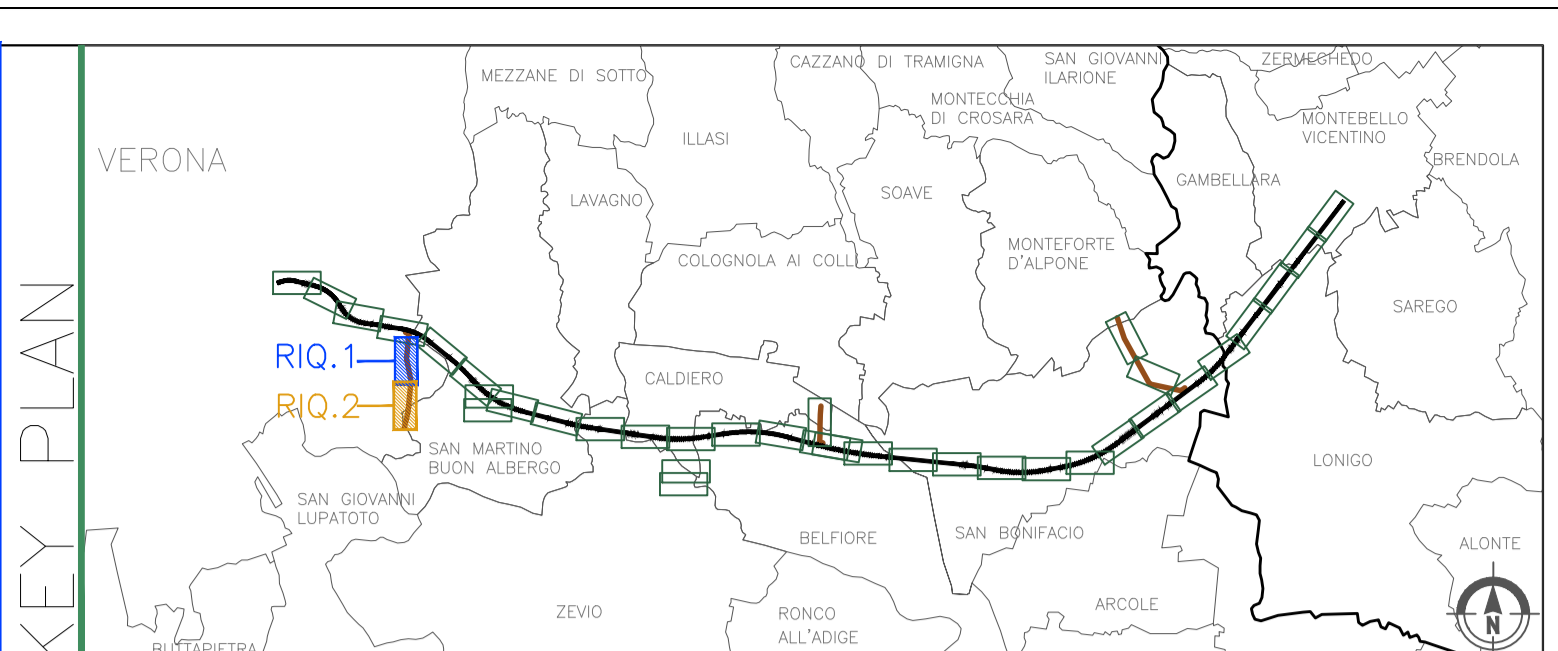 KEY PLAN
MEZZANE DI SOTTO
CAZZANO DI TRAMIGNA
SAN GIOVANNI
ILARIONE
ZERMEGHEDO
MONTECCHIA
DI CROSARA
MONTEBELLO
VICENTINO
ILLASI
VERONA
BRENDOLA
LAVAGNO
SOAVE
GAMBELLARA
MONTEFORTE
D'ALPONE
COLOGNOLA AI COLLI
SAREGO
RIQ.1
CALDIERO
RIQ.2
SAN MARTINO
BUON ALBERGO
LONIGO
SAN GIOVANNI
LUPATOTO
BELFIORE
SAN BONIFACIO
ALONTE
ZEVIO
RONCO
ALL'ADIGE
ARCOLE
N
BUTTAPIETRA